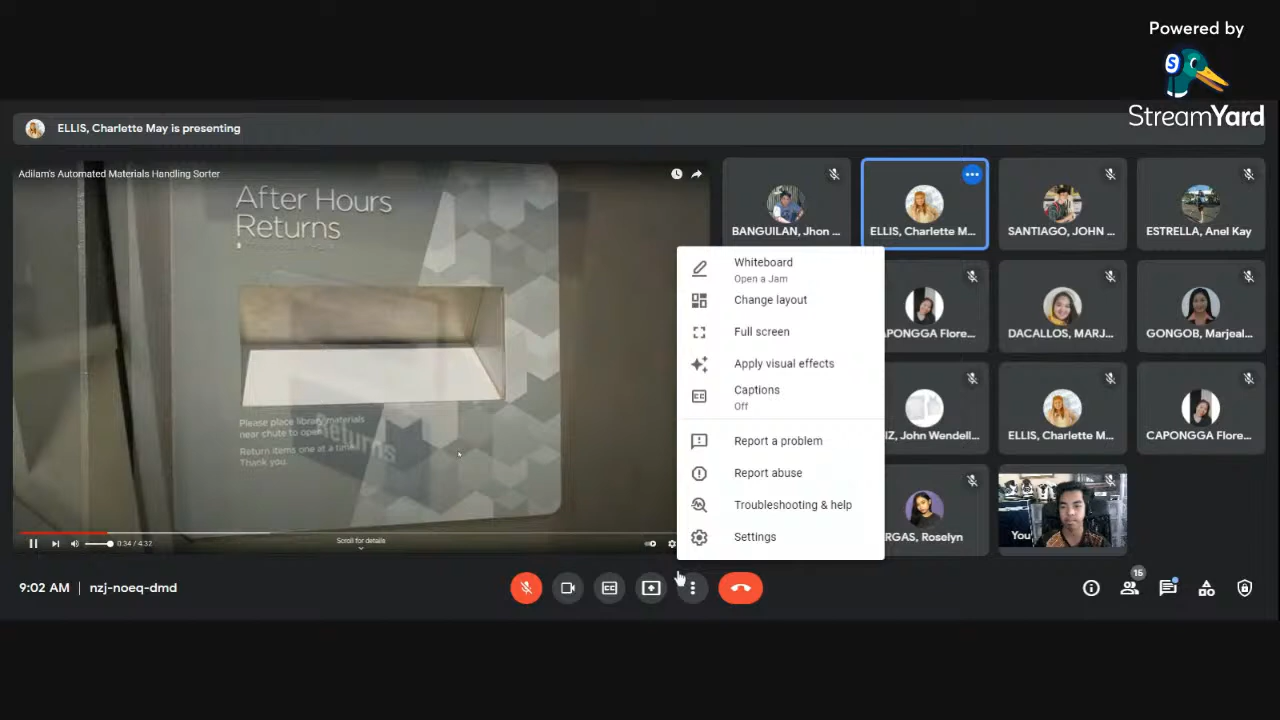 Powered by
StreamYard
ELLIS, Charlette May is presenting
Adilam's Automated Materials Handling Sorter
After Hours
Returns
Please place library materials
near chute to open.
Return items one at a time.
Thank you.
Returns
0:34 / 4:32
Scroll for details
BANGUILAN, Jhon ...
ELLIS, Charlette M...
SANTIAGO, JOHN ...
ESTRELLA, Anel Kay
APONGGA Flore...
DACALLOS, MARJ...
GONGOB, Marjeal...
IZ, John Wendell...
ELLIS, Charlette M...
CAPONGGA Flore...
RGAS, Roselyn
You
Whiteboard
Open a Jam
Change layout
Full screen
Apply visual effects
Captions
Off
Report a problem
Report abuse
Troubleshooting & help
Settings
9:02 AM | nzj-noeq-dmd
15